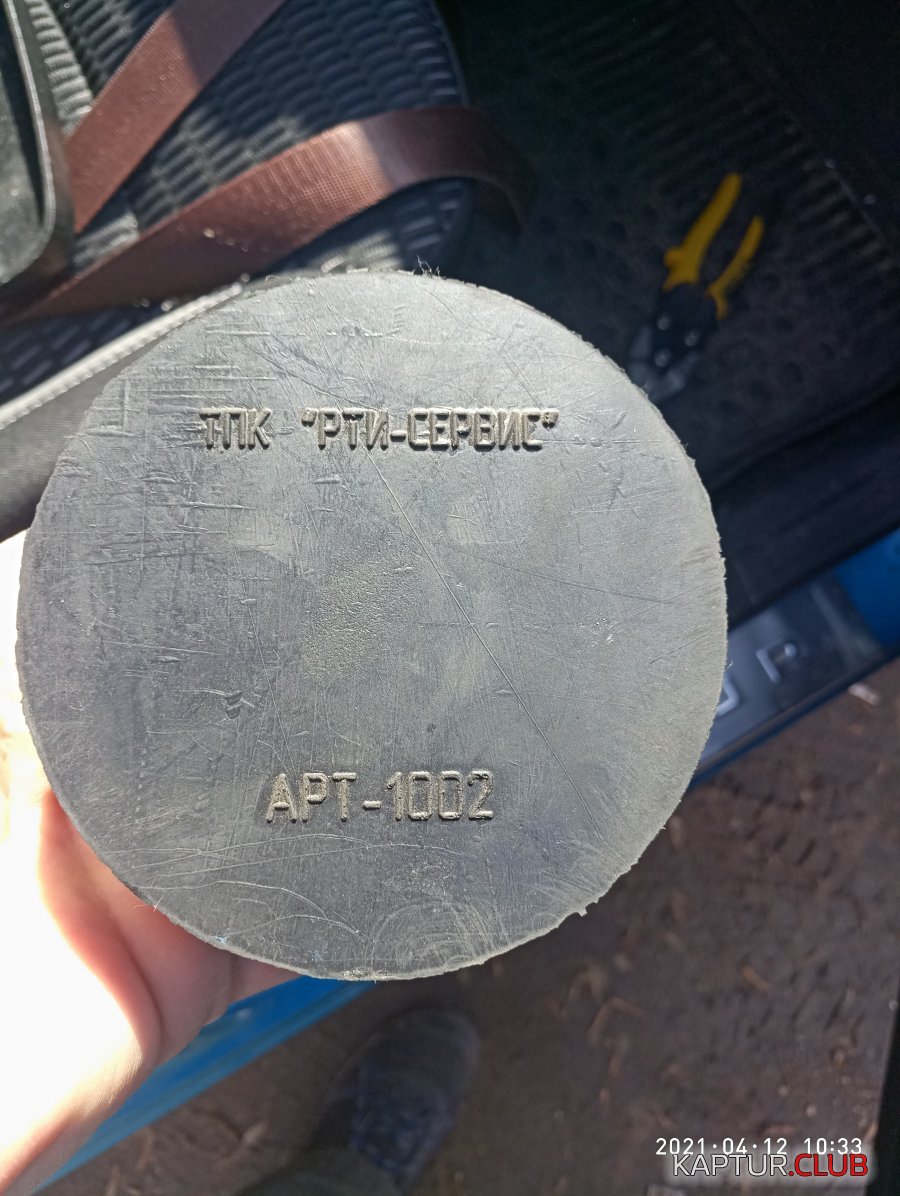 ТПК "РТИ-СЕРВИС"
АРТ-1002
2021·04·12 10:33
KAPTUR.CLUB